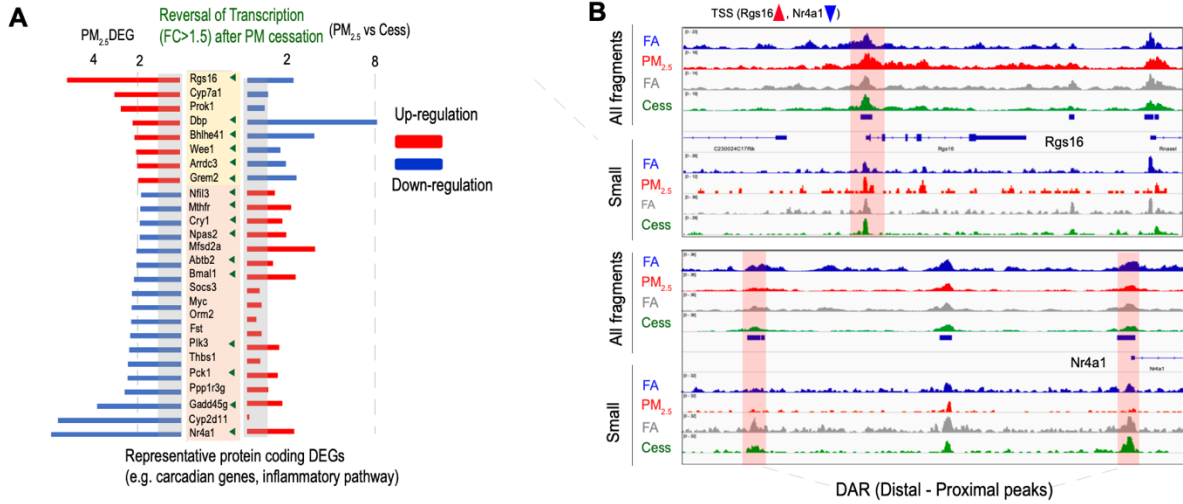 A
Reversal of Transcription
(FC>1.5) after PM cessation
(PM2.5 vs Cess)
PM2.5DEG
4
2
2
8
Rgs16
Cyp7a1
Prok1
Dbp
Bhlhe41
Wee1
Arrdc3
Grem2
Nfil3
Mthfr
Cry1
Npas2
Mfsd2a
Abtb2
Bmal1
Socs3
Myc
Orm2
Fst
Plk3
Thbs1
Pck1
Ppp1r3g
Gadd45g
Cyp2d11
Nr4a1
Up-regulation
Down-regulation
Representative protein coding DEGs
(e.g. carcadian genes, inflammatory pathway)
B
TSS (Rgs16, Nr4a1)
All fragments
FA
PM2.5
FA
Cess
Rgs16
C230024C17Rik
Rgs16
Rnasel
Small
FA
PM2.5
FA
Cess
All fragments
FA
PM2.5
FA
Cess
Nr4a1
Nr4a1
Small
FA
PM2.5
FA
Cess
DAR (Distal - Proximal peaks)